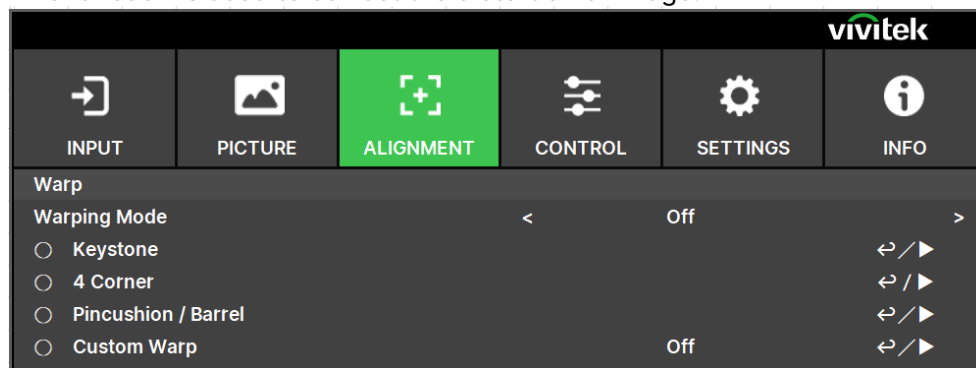 vivitek
INPUT PICTURE ALIGNMENT CONTROL SETTINGS INFO
Warp
Warping Mode < Off >
Keystone ↩/▶
4 Corner ↩/▶
Pincushion / Barrel ↩/▶
Custom Warp Off ↩/▶